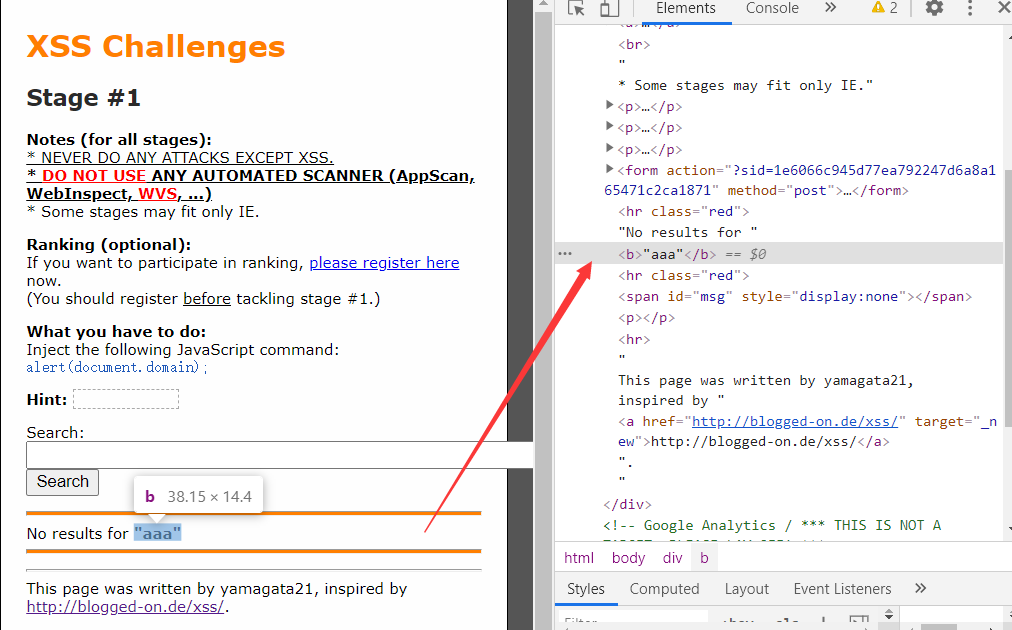 XSS Challenges
Stage #1
Notes (for all stages):
* NEVER DO ANY ATTACKS EXCEPT XSS.
* DO NOT USE ANY AUTOMATED SCANNER (AppScan,
WebInspect, WVS, ...)
* Some stages may fit only IE.
Ranking (optional):
If you want to participate in ranking, please register here
now.
(You should register before tackling stage #1.)
What you have to do:
Inject the following JavaScript command:
alert(document.domain);
Hint:
Search:
Search
b 38.15 × 14.4
No results for "aaa"
This page was written by yamagata21, inspired by
http://blogged-on.de/xss/.
Elements Console » 2
<br>
"
* Some stages may fit only IE."
<p>…</p>
<p>…</p>
<p>…</p>
<form action="?sid=1e6066c945d77ea792247d6a8a1
65471c2ca1871" method="post">…</form>
<hr class="red">
"No results for "
… <b>"aaa"</b> == $0
<hr class="red">
<span id="msg" style="display:none"></span>
<p></p>
<hr>
"
This page was written by yamagata21,
inspired by "
<a href="http://blogged-on.de/xss/" target="_n
ew">http://blogged-on.de/xss/</a>
".
"
</div>
<!-- Google Analytics / *** THIS IS NOT A
html body div b
Styles Computed Layout Event Listeners »